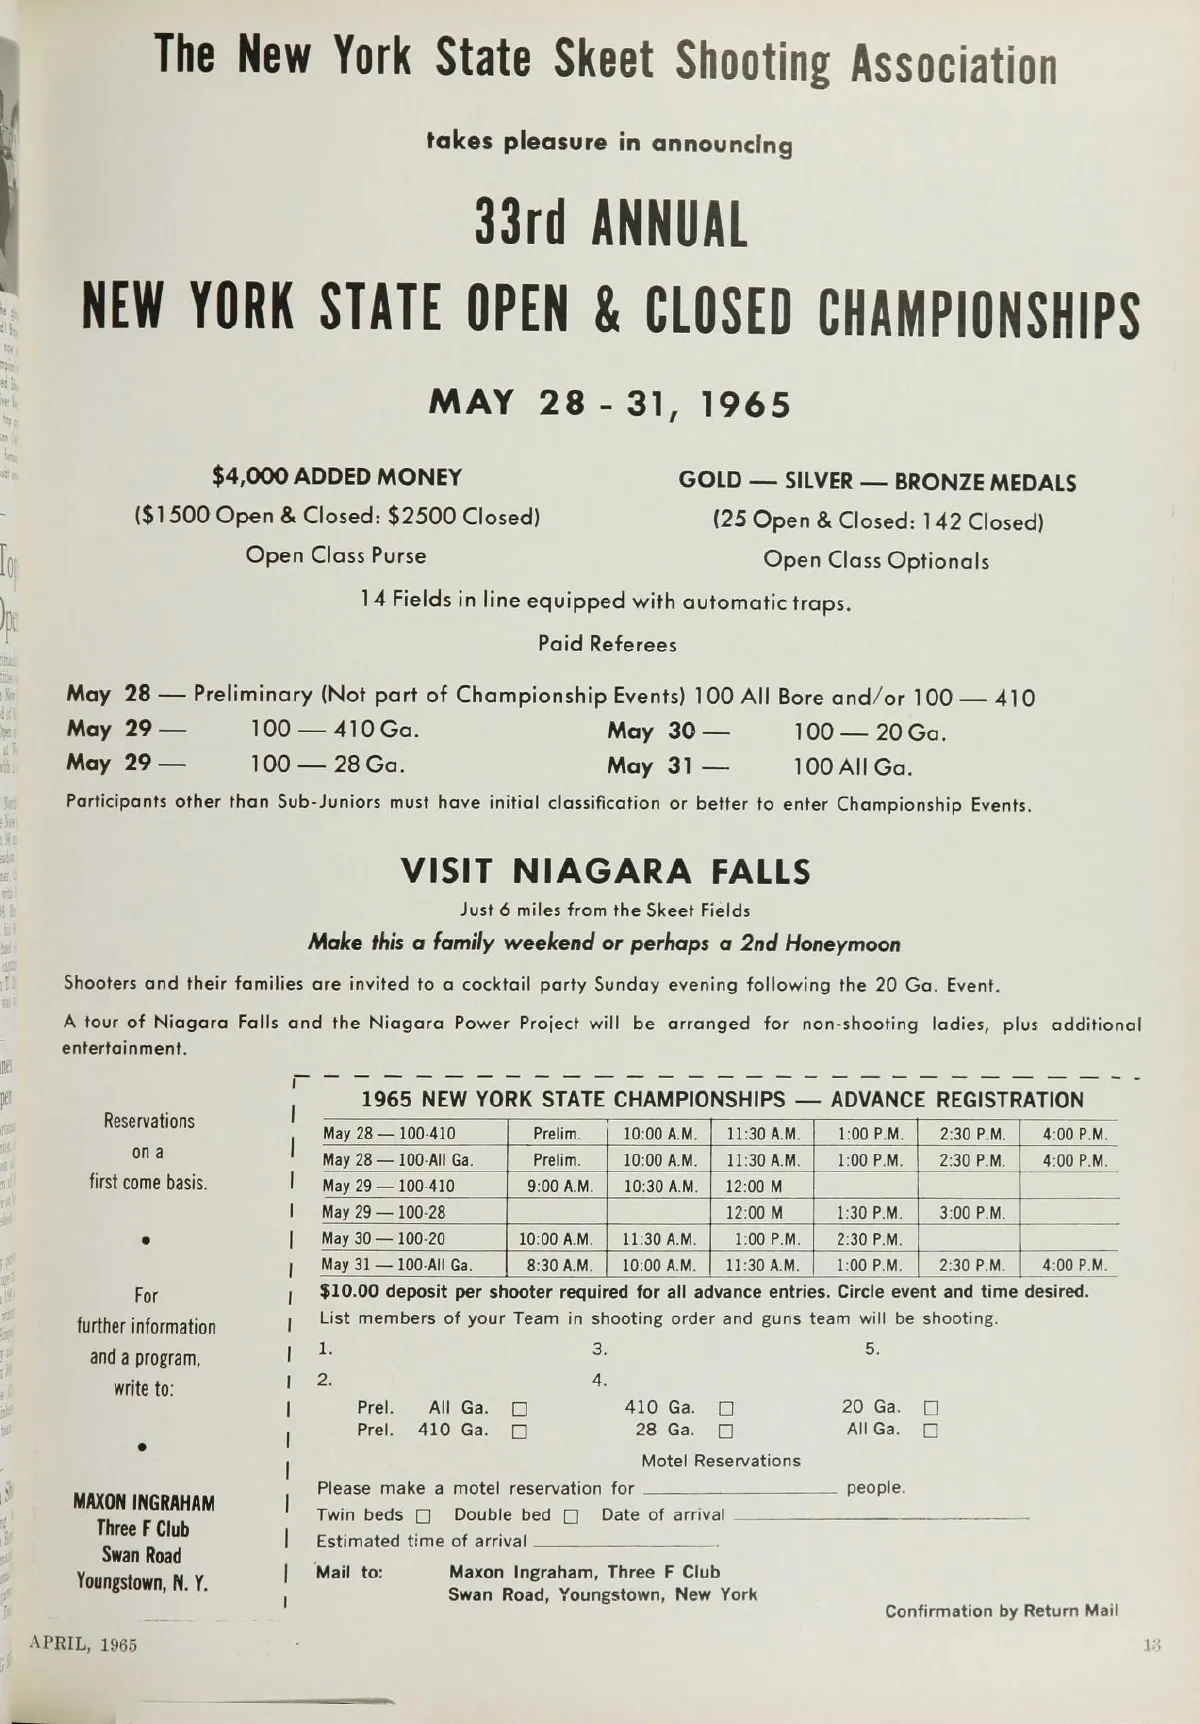 The New York State Skeet Shooting Association
takes pleasure in announcing
33rd ANNUAL
NEW YORK STATE OPEN & CLOSED CHAMPIONSHIPS
MAY 28 - 31, 1965
$4,000 ADDED MONEY
($1500 Open & Closed: $2500 Closed)
Open Class Purse
GOLD — SILVER — BRONZE MEDALS
(25 Open & Closed: 142 Closed)
Open Class Optionals
14 Fields in line equipped with automatic traps.
Paid Referees
May 28 — Preliminary (Not part of Championship Events) 100 All Bore and/or 100 — 410
May 29 — 100 — 410 Ga. May 30 — 100 — 20 Ga.
May 29 — 100 — 28 Ga. May 31 — 100 All Ga.
Participants other than Sub-Juniors must have initial classification or better to enter Championship Events.
VISIT NIAGARA FALLS
Just 6 miles from the Skeet Fields
Make this a family weekend or perhaps a 2nd Honeymoon
Shooters and their families are invited to a cocktail party Sunday evening following the 20 Ga. Event.
A tour of Niagara Falls and the Niagara Power Project will be arranged for non-shooting ladies, plus additional
entertainment.
Reservations
on a
first come basis.
•
For
further information
and a program,
write to:
•
MAXON INGRAHAM
Three F Club
Swan Road
Youngstown, N. Y.
1965 NEW YORK STATE CHAMPIONSHIPS — ADVANCE REGISTRATION
May 28 — 100-410 Prelim. 10:00 A.M. 11:30 A.M. 1:00 P.M. 2:30 P.M. 4:00 P.M.
May 28 — 100-All Ga. Prelim. 10:00 A.M. 11:30 A.M. 1:00 P.M. 2:30 P.M. 4:00 P.M.
May 29 — 100-410 9:00 A.M. 10:30 A.M. 12:00 M
May 29 — 100-28 12:00 M 1:30 P.M. 3:00 P.M.
May 30 — 100-20 10:00 A.M. 11:30 A.M. 1:00 P.M. 2:30 P.M.
May 31 — 100-All Ga. 8:30 A.M. 10:00 A.M. 11:30 A.M. 1:00 P.M. 2:30 P.M. 4:00 P.M.
$10.00 deposit per shooter required for all advance entries. Circle event and time desired.
List members of your Team in shooting order and guns team will be shooting.
1. 3. 5.
2. 4.
Prel. All Ga. □ 410 Ga. □ 20 Ga. □
Prel. 410 Ga. □ 28 Ga. □ All Ga. □
Motel Reservations
Please make a motel reservation for ____ people.
Twin beds □ Double bed □ Date of arrival ____
Estimated time of arrival ____.
Mail to: Maxon Ingraham, Three F Club
Swan Road, Youngstown, New York
Confirmation by Return Mail
APRIL, 1965
13